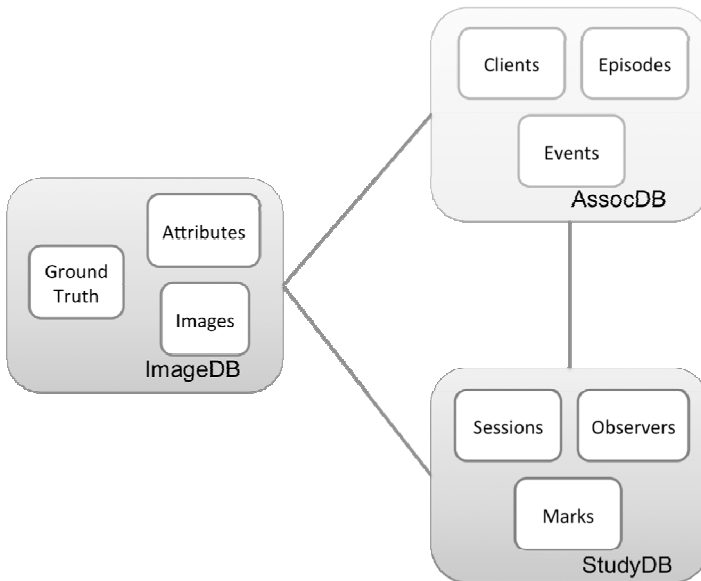 Clients
Episodes
Events
AssocDB
Attributes
Ground
Truth
Images
ImageDB
Sessions
Observers
Marks
StudyDB